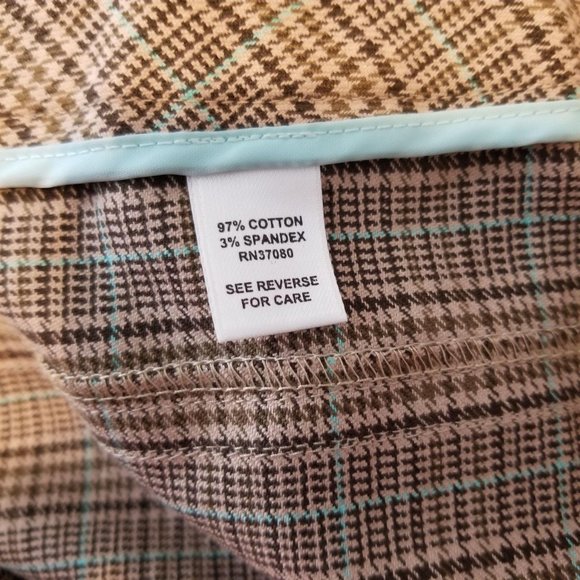 97% COTTON
3% SPANDEX
RN37080
SEE REVERSE
FOR CARE